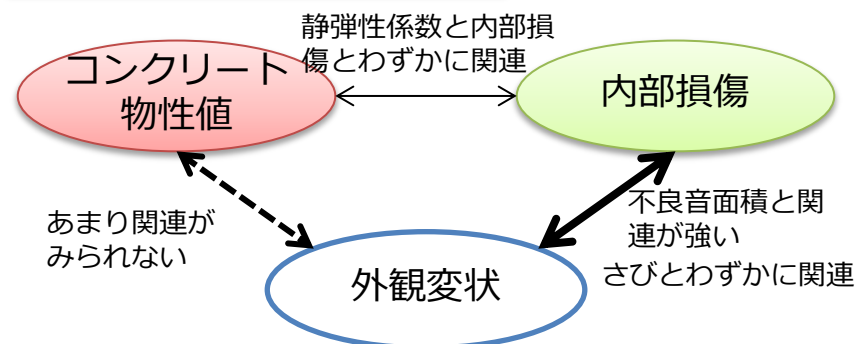 静弾性係数と内部損
傷とわずかに関連
コンクリート
物性値
内部損傷
あまり関連が
みられない
不良音面積と関
連が強い
さびとわずかに関連
外観変状